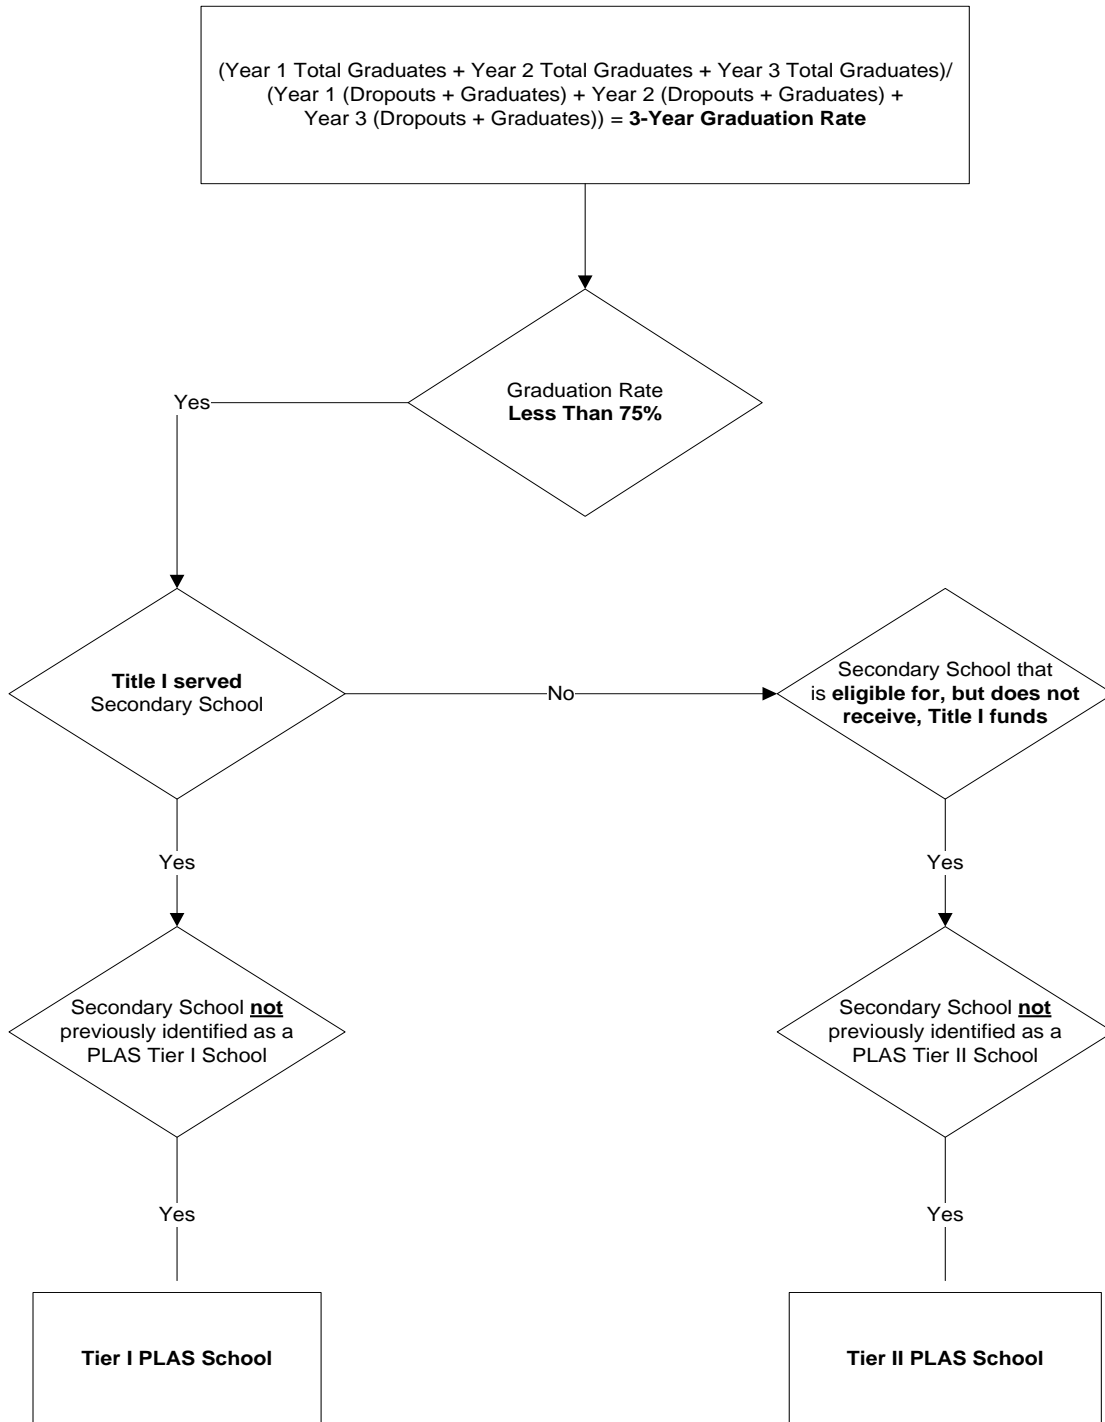 (Year 1 Total Graduates + Year 2 Total Graduates + Year 3 Total Graduates)/
(Year 1 (Dropouts + Graduates) + Year 2 (Dropouts + Graduates) +
Year 3 (Dropouts + Graduates)) = 3-Year Graduation Rate
Graduation Rate
Less Than 75%
Yes
Title I served
Secondary School
No
Secondary School that
is eligible for, but does not
receive, Title I funds
Yes
Yes
Secondary School not
previously identified as a
PLAS Tier I School
Secondary School not
previously identified as a
PLAS Tier II School
Yes
Yes
Tier I PLAS School
Tier II PLAS School